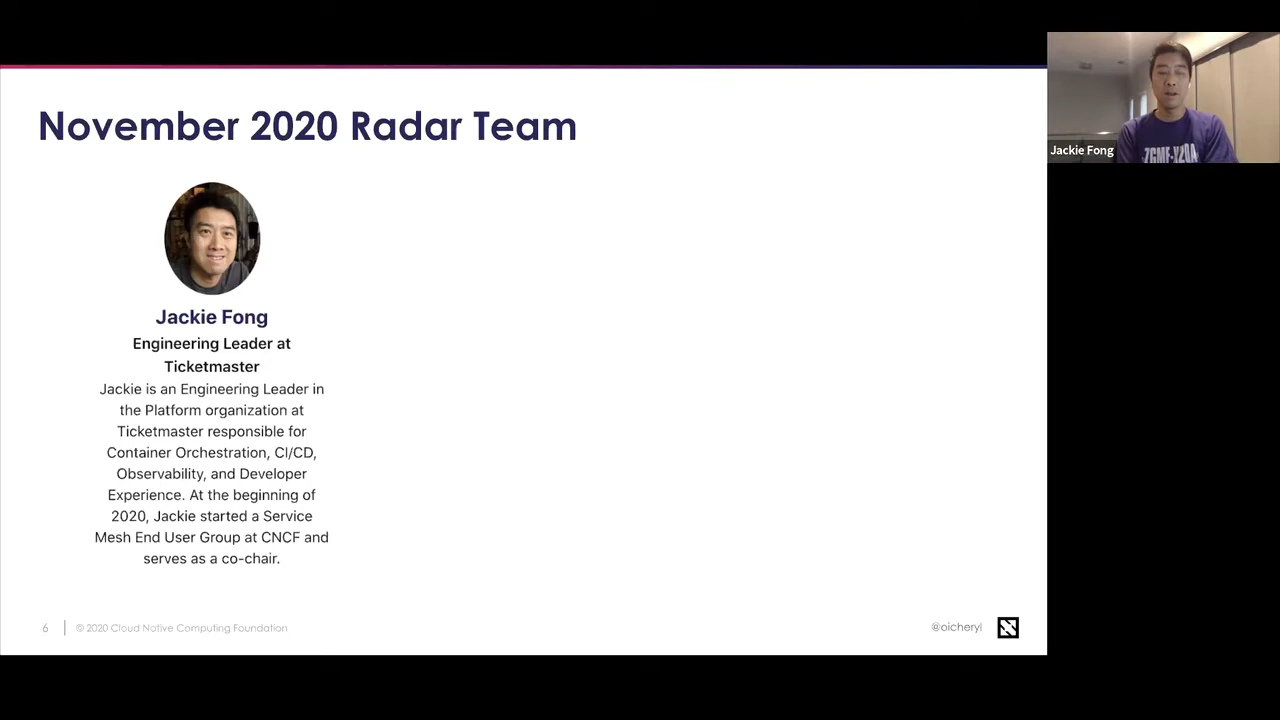 November 2020 Radar Team
Jackie Fong
Engineering Leader at
Ticketmaster
Jackie is an Engineering Leader in
the Platform organization at
Ticketmaster responsible for
Container Orchestration, CI/CD,
Observability, and Developer
Experience. At the beginning of
2020, Jackie started a Service
Mesh End User Group at CNCF and
serves as a co-chair.
6
© 2020 Cloud Native Computing Foundation
@oicheryl
Jackie Fong